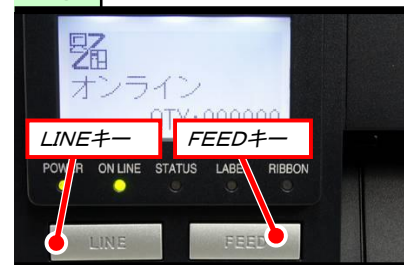 オンライン
QTY:000000
LINEキー
FEEDキー
POWER ON LINE STATUS LABEL RIBBON
LINE
FEED